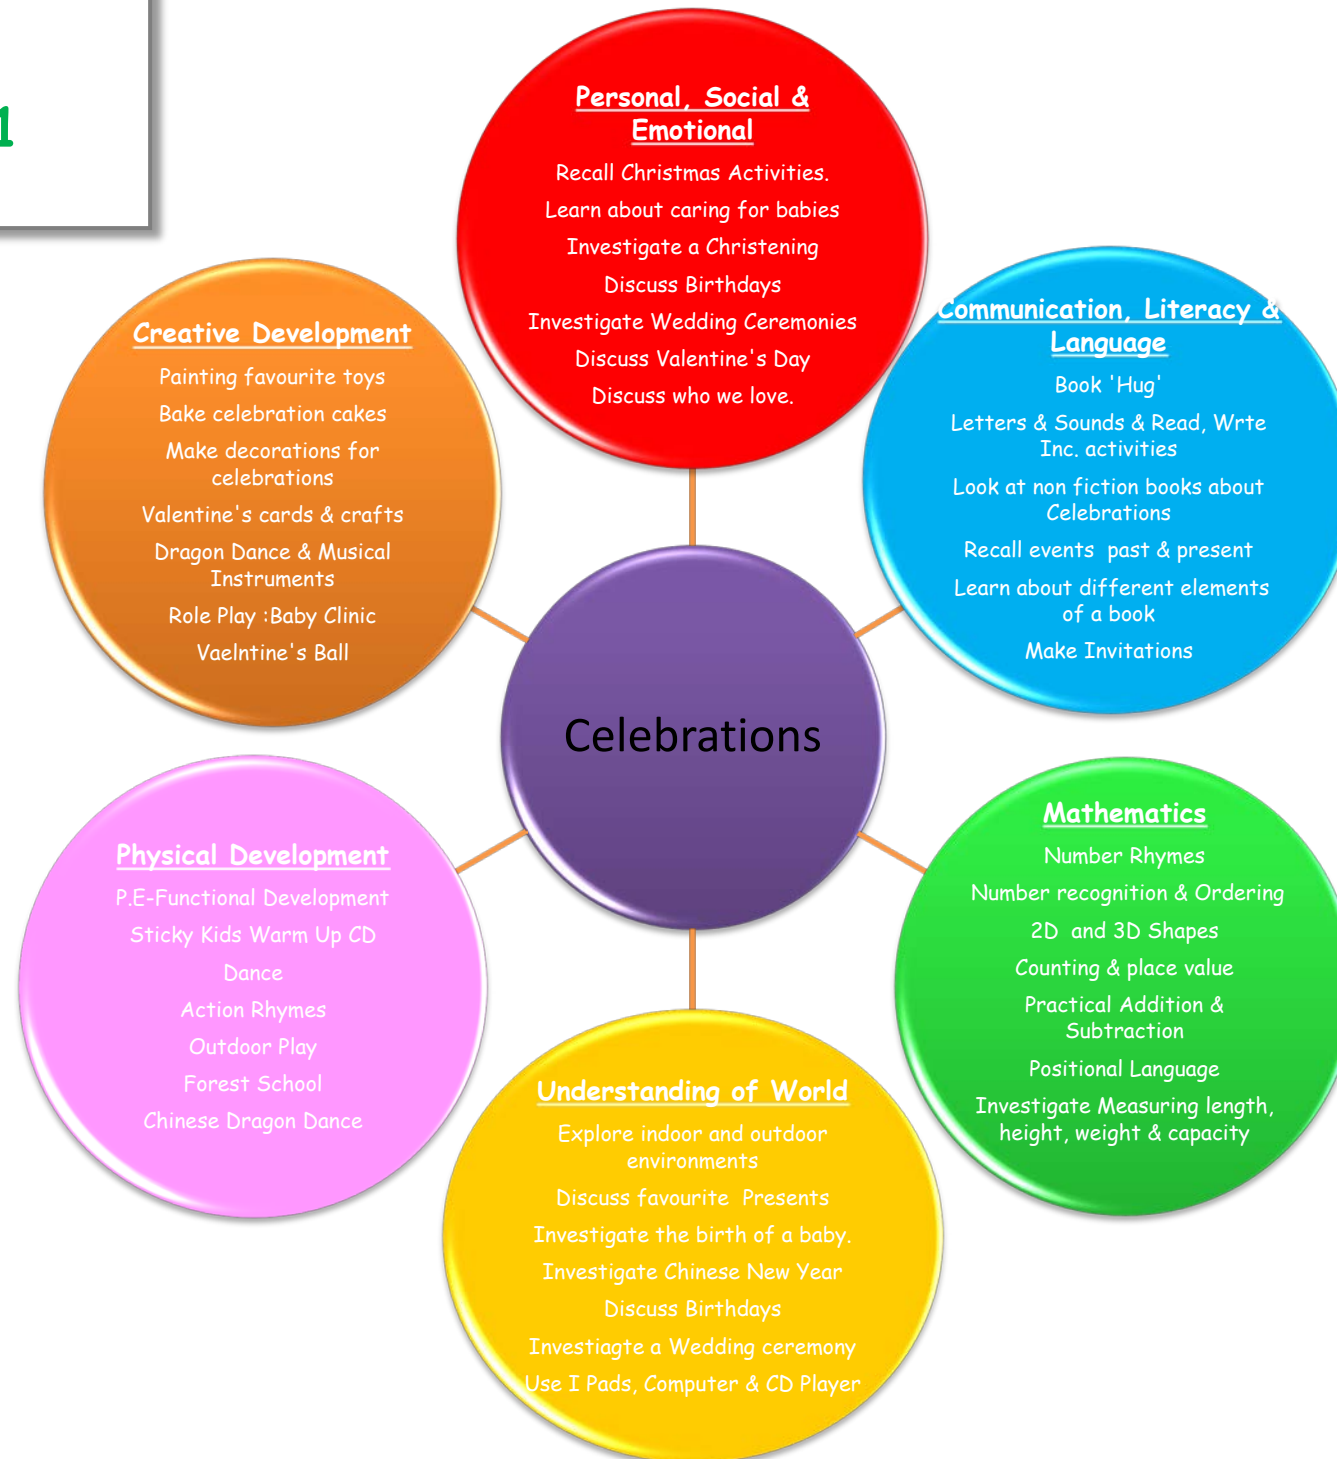 1
Personal, Social &
Emotional
Recall Christmas Activities.
Learn about caring for babies
Investigate a Christening
Discuss Birthdays
Investigate Wedding Ceremonies
Discuss Valentine's Day
Discuss who we love.
Communication, Literacy &
Language
Book 'Hug'
Letters & Sounds & Read, Wrte
Inc. activities
Look at non fiction books about
Celebrations
Recall events past & present
Learn about different elements
of a book
Make Invitations
Mathematics
Number Rhymes
Number recognition & Ordering
2D and 3D Shapes
Counting & place value
Practical Addition &
Subtraction
Positional Language
Investigate Measuring length,
height, weight & capacity
Understanding of World
Explore indoor and outdoor
environments
Discuss favourite Presents
Investigate the birth of a baby.
Investigate Chinese New Year
Discuss Birthdays
Investiagte a Wedding ceremony
Use I Pads, Computer & CD Player
Physical Development
P.E-Functional Development
Sticky Kids Warm Up CD
Dance
Action Rhymes
Outdoor Play
Forest School
Chinese Dragon Dance
Creative Development
Painting favourite toys
Bake celebration cakes
Make decorations for
celebrations
Valentine's cards & crafts
Dragon Dance & Musical
Instruments
Role Play :Baby Clinic
Vaelntine's Ball
Celebrations